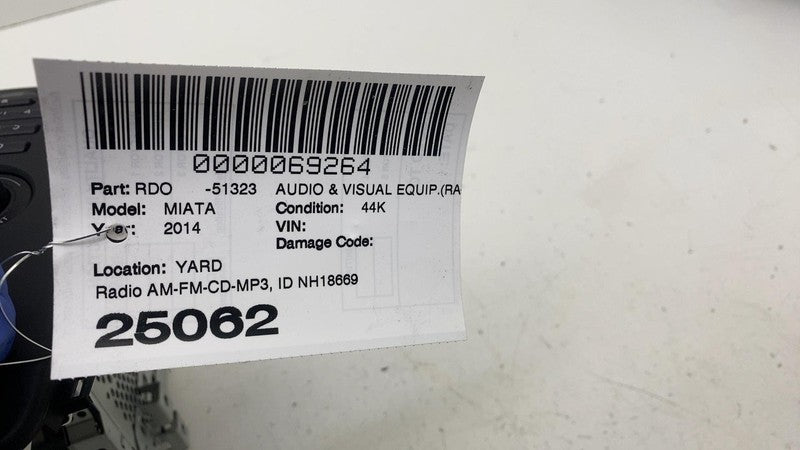 0000069264
Part: RDO -51323 AUDIO & VISUAL EQUIP.(RA
Model: MIATA Condition: 44K
Year: 2014 VIN:
Damage Code:
Location: YARD
Radio AM-FM-CD-MP3, ID NH18669
25062